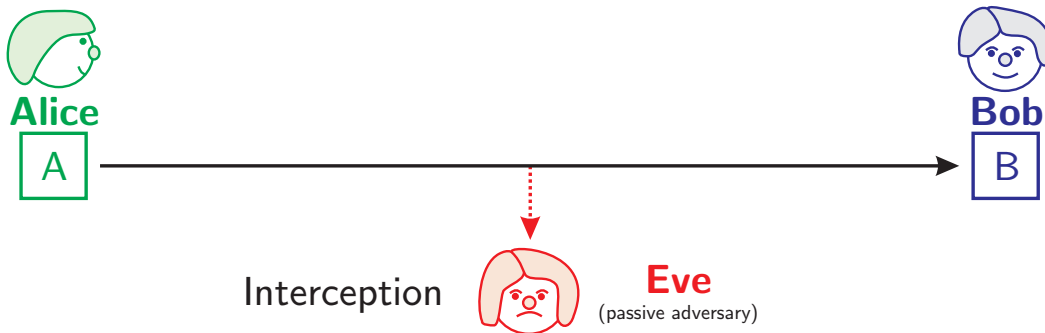 Alice
Bob
A
B
Interception
Eve
(passive adversary)